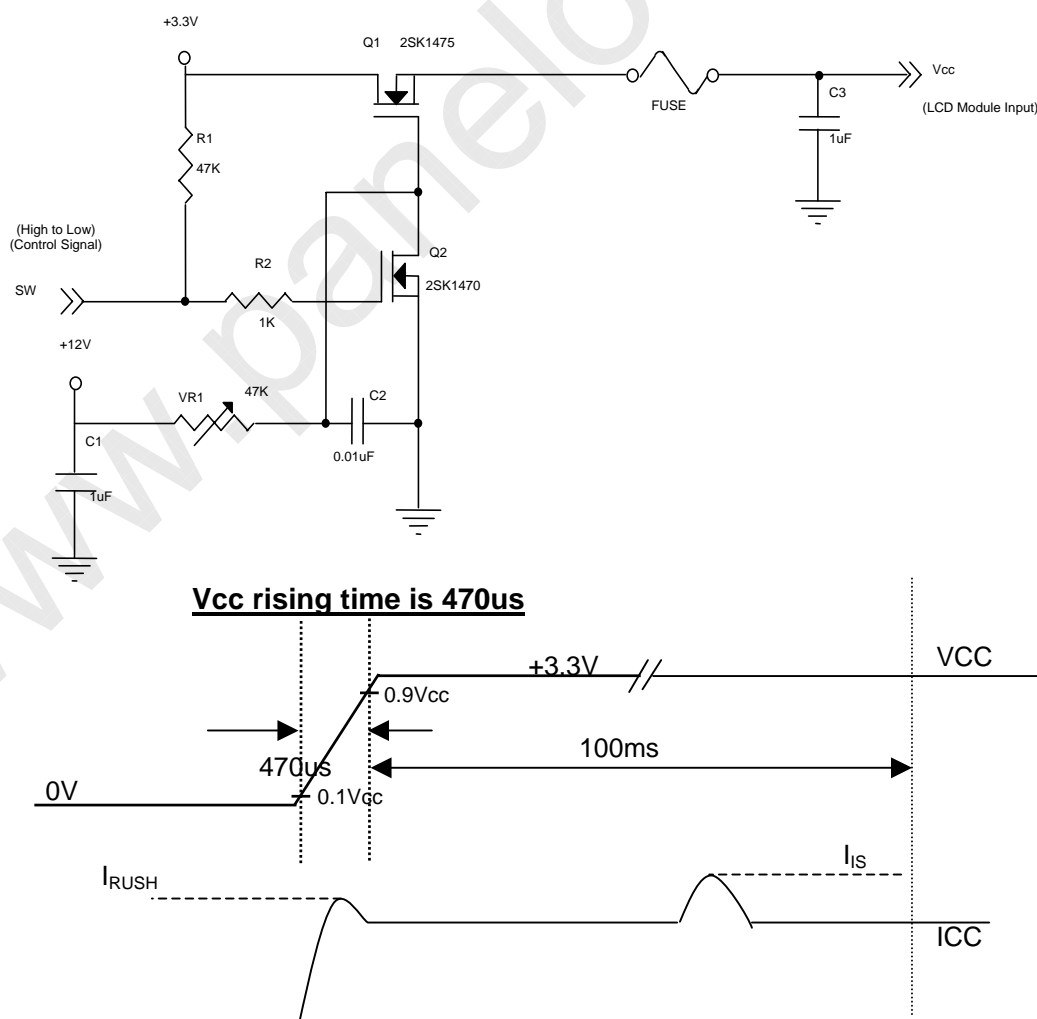 +3.3V
Q1 2SK1475
Vcc
FUSE
C3
(LCD Module Input)
R1
1uF
47K
(High to Low)
(Control Signal)
Q2
R2
2SK1470
SW
1K
+12V
47K
VR1
C2
C1
0.01uF
1uF
Vcc rising time is 470us
+3.3V
VCC
0.9Vcc
100ms
470us
0V
0.1Vcc
IIS
IRUSH
ICC
www.panelo